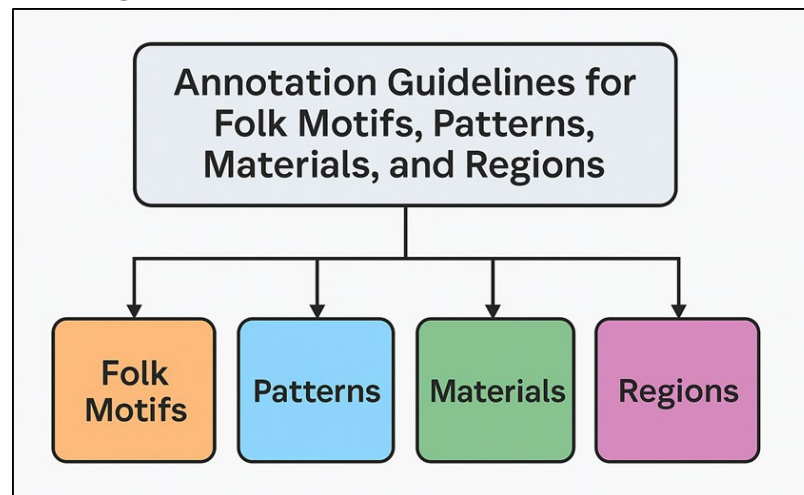 Annotation Guidelines for
Folk Motifs, Patterns,
Materials, and Regions
Folk
Motifs
Patterns
Materials
Regions